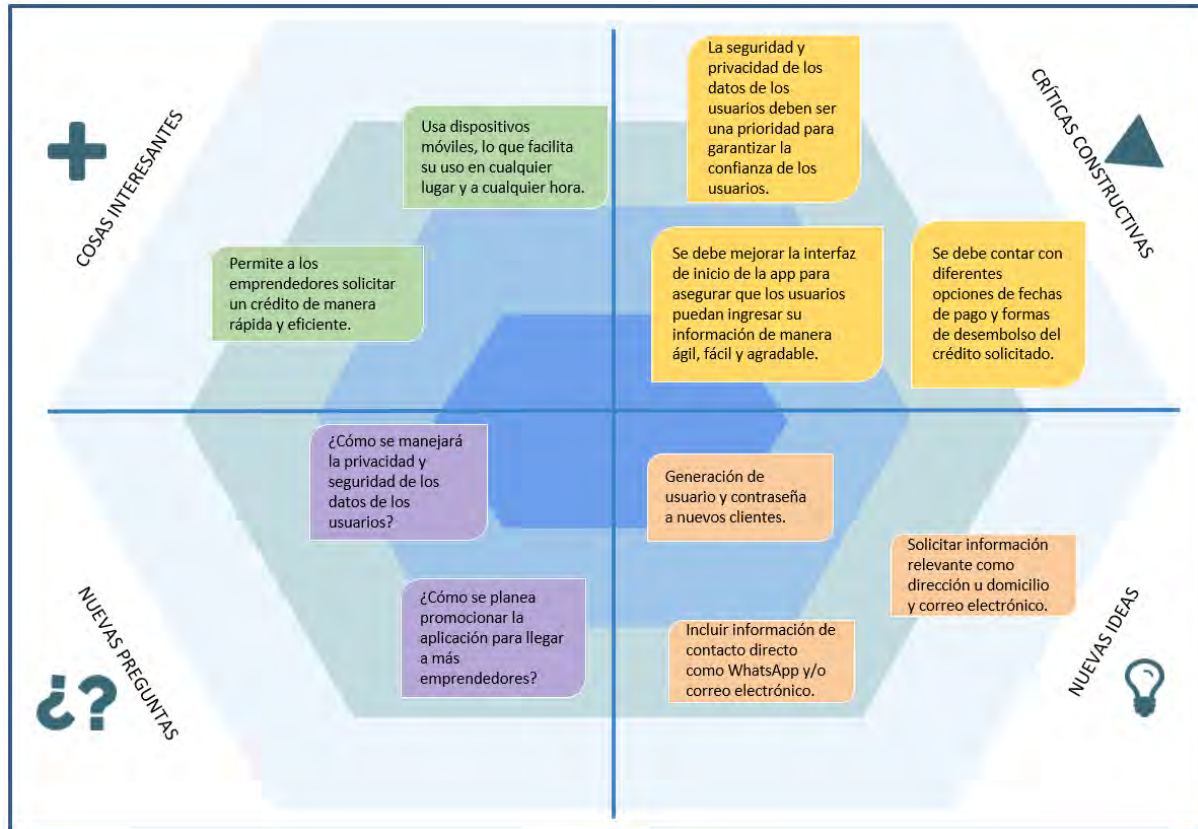 COSAS INTERESANTES
Usa dispositivos
móviles, lo que facilita
su uso en cualquier
lugar y a cualquier hora.
Permite a los
emprendedores solicitar
un crédito de manera
rápida y eficiente.
CRÍTICAS CONSTRUCTIVAS
La seguridad y
privacidad de los
datos de los
usuarios deben ser
una prioridad para
garantizar la
confianza de los
usuarios.
Se debe mejorar la interfaz
de inicio de la app para
asegurar que los usuarios
puedan ingresar su
información de manera
ágil, fácil y agradable.
Se debe contar con
diferentes
opciones de fechas
de pago y formas
de desembolso del
crédito solicitado.
NUEVAS PREGUNTAS
¿?
¿Cómo se manejará
la privacidad y
seguridad de los
datos de los
usuarios?
¿Cómo se planea
promocionar la
aplicación para llegar
a más
emprendedores?
NUEVAS IDEAS
Generación de
usuario y contraseña
a nuevos clientes.
Solicitar información
relevante como
dirección u domicilio
y correo electrónico.
Incluir información de
contacto directo
como WhatsApp y/o
correo electrónico.